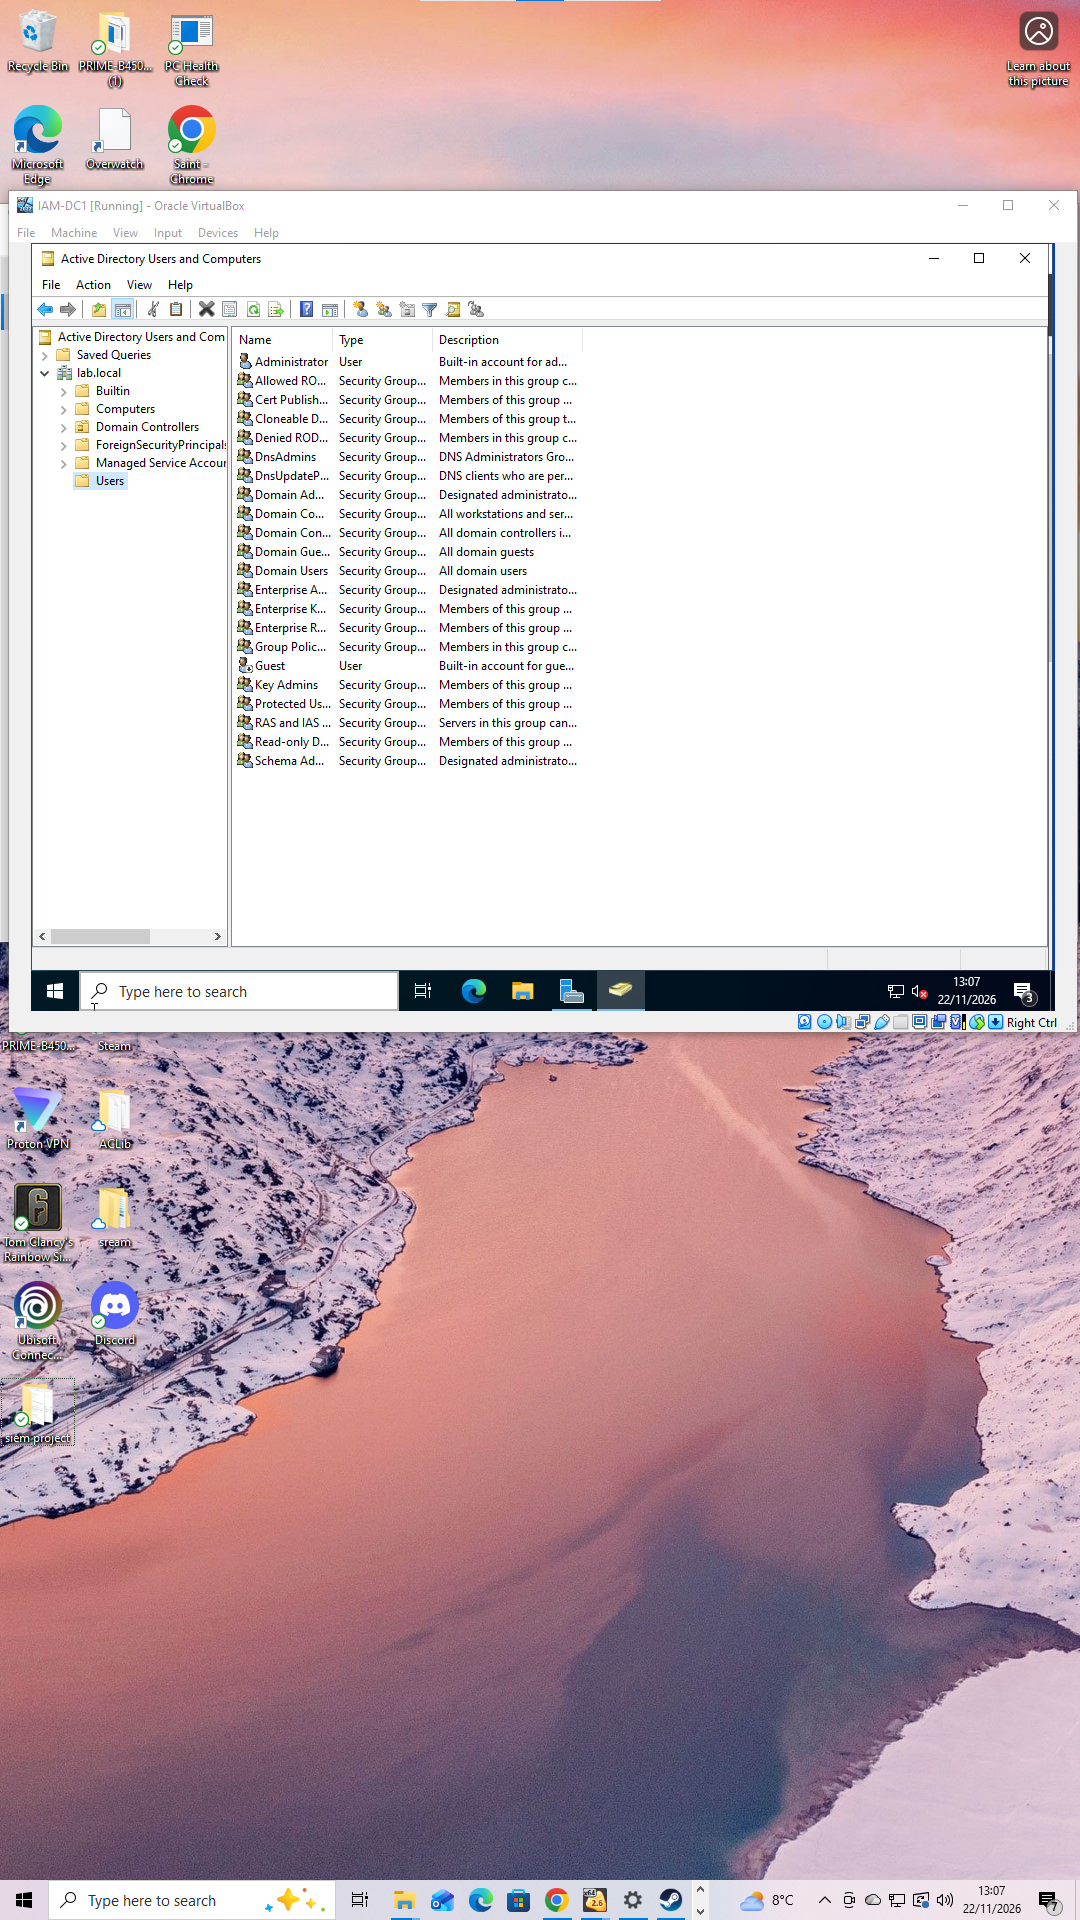 Recycle Bin
PRIME-B450...
(1)
PC Health
Check
Learn about
this picture
Microsoft
Edge
Overwatch
Saint -
Chrome
IAM-DC1 [Running] - Oracle VirtualBox
File Machine View Input Devices Help
Active Directory Users and Computers
File Action View Help
Active Directory Users and Com
Saved Queries
lab.local
Builtin
Computers
Domain Controllers
ForeignSecurityPrincipals
Managed Service Accour
Users
Name Type Description
Administrator User Built-in account for ad...
Allowed RO... Security Group... Members in this group c...
Cert Publish... Security Group... Members of this group ...
Cloneable D... Security Group... Members of this group t...
Denied ROD... Security Group... Members in this group c...
DnsAdmins Security Group... DNS Administrators Gro...
DnsUpdateP... Security Group... DNS clients who are per...
Domain Ad... Security Group... Designated administrato...
Domain Co... Security Group... All workstations and ser...
Domain Con... Security Group... All domain controllers i...
Domain Gue... Security Group... All domain guests
Domain Users Security Group... All domain users
Enterprise A... Security Group... Designated administrato...
Enterprise K... Security Group... Members of this group ...
Enterprise R... Security Group... Members of this group ...
Group Polic... Security Group... Members in this group c...
Guest User Built-in account for gue...
Key Admins Security Group... Members of this group ...
Protected Us... Security Group... Members of this group ...
RAS and IAS ... Security Group... Servers in this group can...
Read-only D... Security Group... Members of this group ...
Schema Ad... Security Group... Designated administrato...
Type here to search
13:07
22/11/2026
3
Right Ctrl
PRIME-B450...
Steam
Proton VPN
ACLib
Tom Clancy's
Rainbow Si...
sream
Ubisoft
Connec...
Discord
siem project
Type here to search
x64
2.6
8°C
13:07
22/11/2026
7